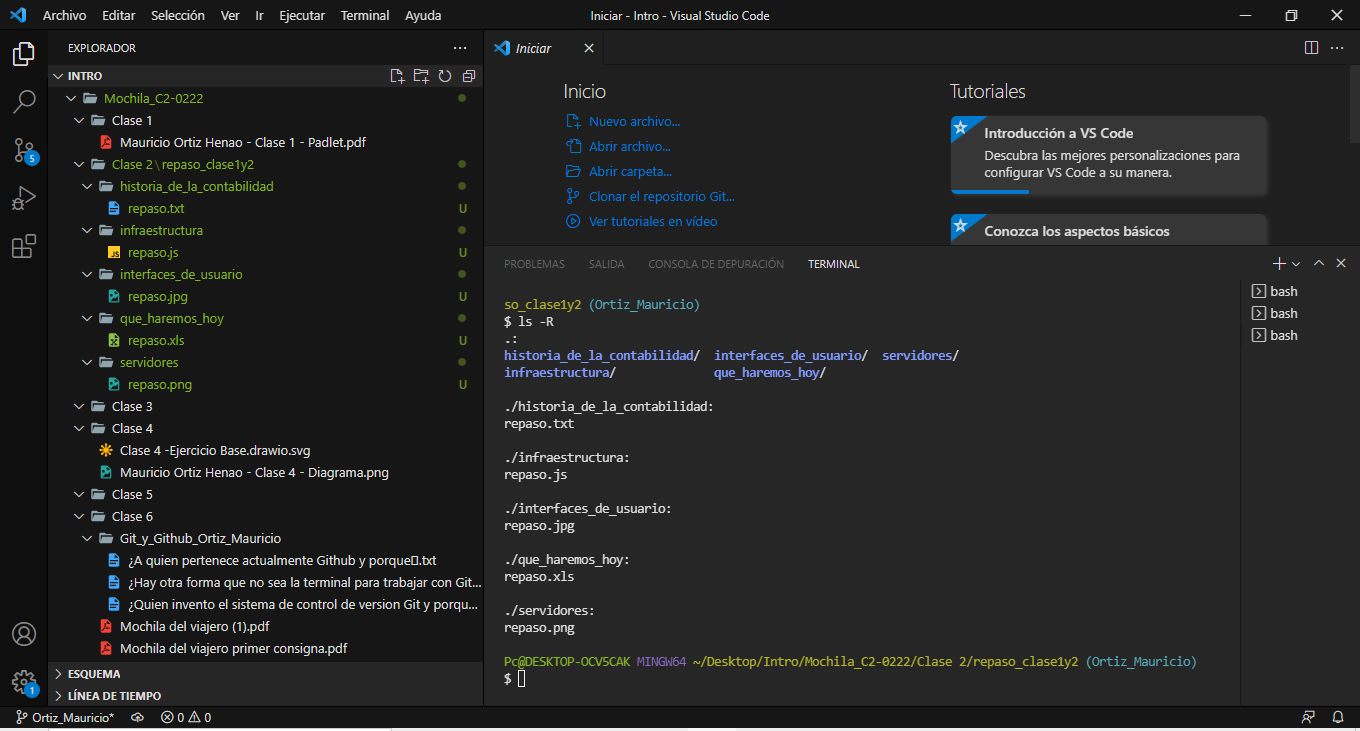 Archivo Editar Selección Ver Ir Ejecutar Terminal Ayuda
Iniciar - Intro - Visual Studio Code
EXPLORADOR
INTRO
Mochila_C2-0222
Clase 1
Mauricio Ortiz Henao - Clase 1 - Padlet.pdf
Clase 2 \ repaso_clase1y2
historia_de_la_contabilidad
repaso.txt U
infraestructura
JS repaso.js U
interfaces_de_usuario
repaso.jpg U
que_haremos_hoy
repaso.xls U
servidores
repaso.png U
Clase 3
Clase 4
Clase 4 -Ejercicio Base.drawio.svg
Mauricio Ortiz Henao - Clase 4 - Diagrama.png
Clase 5
Clase 6
Git_y_Github_Ortiz_Mauricio
¿A quien pertenece actualmente Github y porque▯.txt
¿Hay otra forma que no sea la terminal para trabajar con Git...
¿Quien invento el sistema de control de version Git y porqu...
Mochila del viajero (1).pdf
Mochila del viajero primer consigna.pdf
ESQUEMA
LÍNEA DE TIEMPO
5
1
Iniciar
Inicio
Nuevo archivo...
Abrir archivo...
Abrir carpeta...
Clonar el repositorio Git...
Ver tutoriales en vídeo
Tutoriales
Introducción a VS Code
Descubra las mejores personalizaciones para
configurar VS Code a su manera.
Conozca los aspectos básicos
PROBLEMAS SALIDA CONSOLA DE DEPURACIÓN TERMINAL
so_clase1y2 (Ortiz_Mauricio)
$ ls -R
.:
historia_de_la_contabilidad/ interfaces_de_usuario/ servidores/
infraestructura/ que_haremos_hoy/
./historia_de_la_contabilidad:
repaso.txt
./infraestructura:
repaso.js
./interfaces_de_usuario:
repaso.jpg
./que_haremos_hoy:
repaso.xls
./servidores:
repaso.png
Pc@DESKTOP-OCV5CAK MINGW64 ~/Desktop/Intro/Mochila_C2-0222/Clase 2/repaso_clase1y2 (Ortiz_Mauricio)
$
bash
bash
bash
Ortiz_Mauricio* 0 0